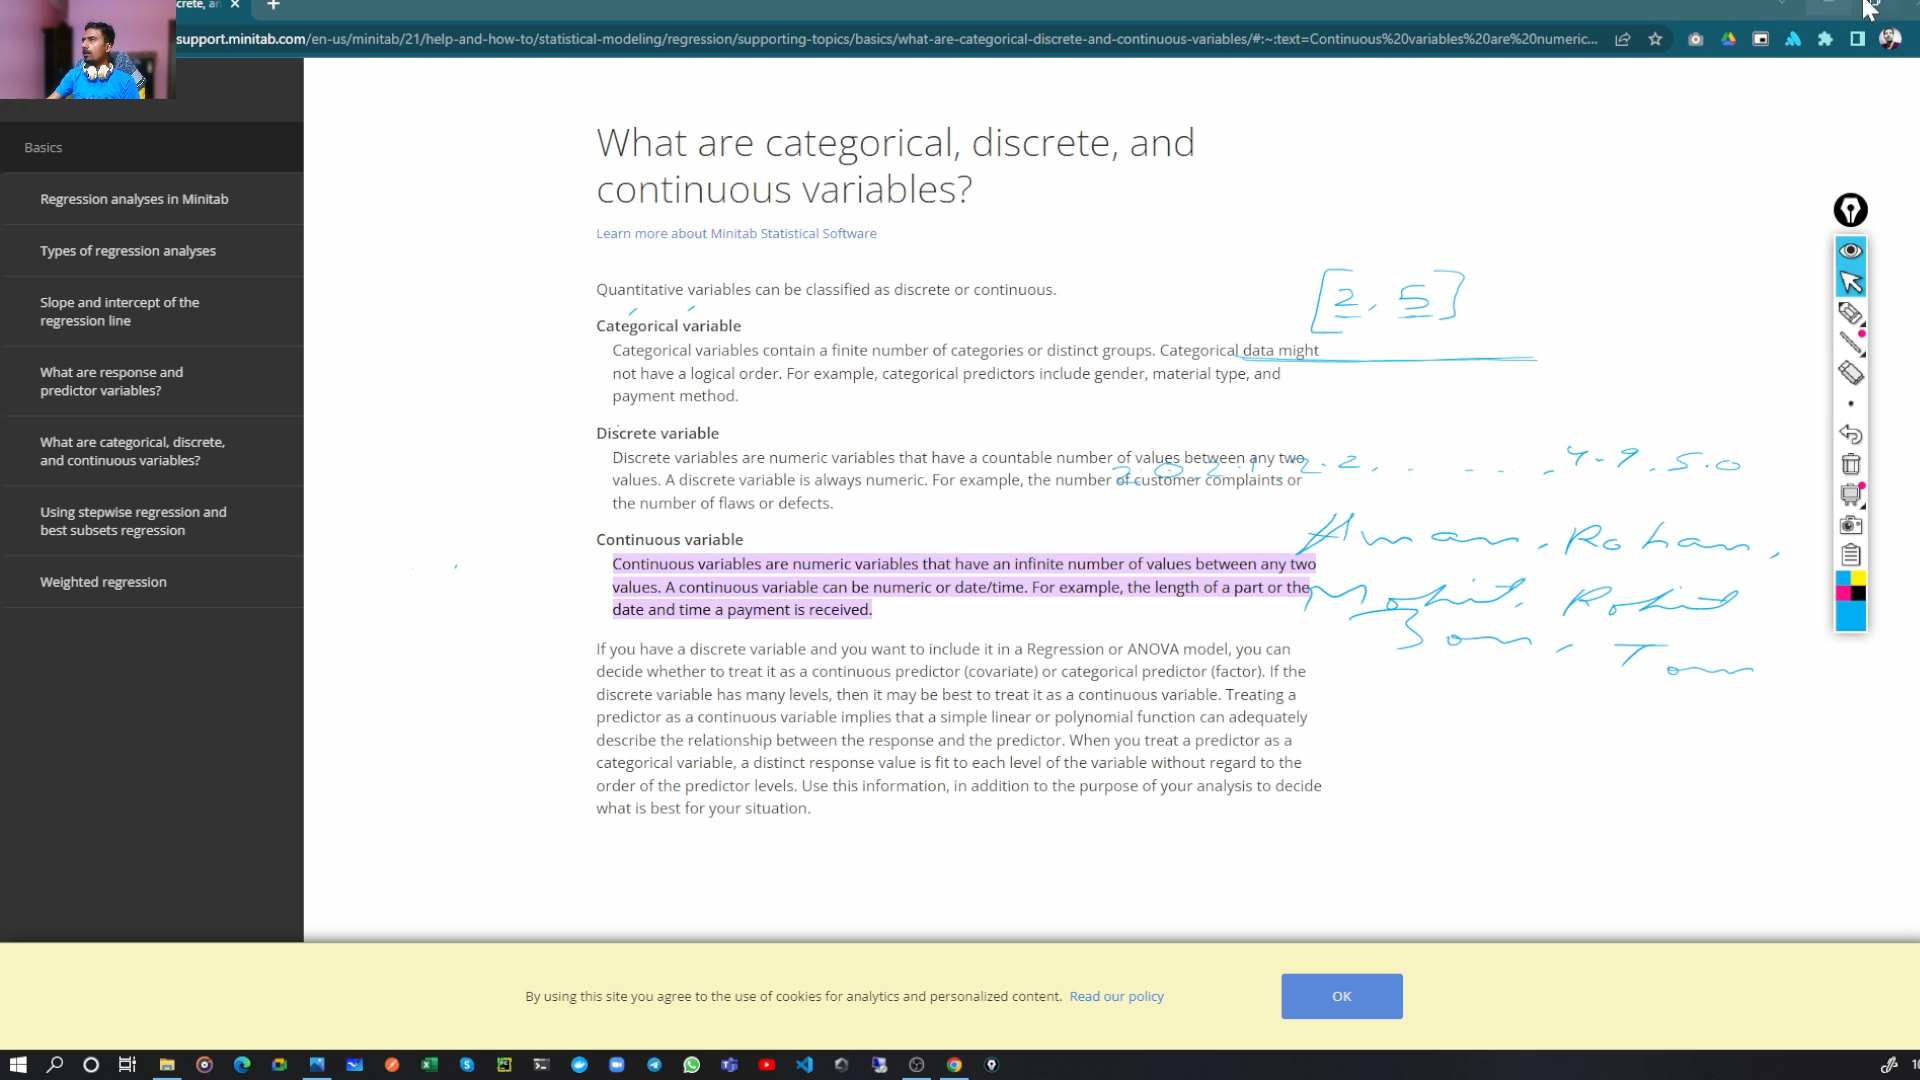 crete, an
support.minitab.com/en-us/minitab/21/help-and-how-to/statistical-modeling/regression/supporting-topics/basics/what-are-categorical-discrete-and-continuous-variables/#:~:text=Continuous%20variables%20are%20numeric...
Basics
Regression analyses in Minitab
Types of regression analyses
Slope and intercept of the
regression line
What are response and
predictor variables?
What are categorical, discrete,
and continuous variables?
Using stepwise regression and
best subsets regression
Weighted regression
What are categorical, discrete, and
continuous variables?
Learn more about Minitab Statistical Software
Quantitative variables can be classified as discrete or continuous.
[2, 5]
Categorical variable
Categorical variables contain a finite number of categories or distinct groups. Categorical data might
not have a logical order. For example, categorical predictors include gender, material type, and
payment method.
Discrete variable
Discrete variables are numeric variables that have a countable number of values between any two
values. A discrete variable is always numeric. For example, the number of customer complaints or
the number of flaws or defects.
2.0, 2.1, 2.2, . . . . . . , 4.9, 5.0
Continuous variable
Continuous variables are numeric variables that have an infinite number of values between any two
values. A continuous variable can be numeric or date/time. For example, the length of a part or the
date and time a payment is received.
Aman, Rohan,
Mohit, Rohit
Tom
If you have a discrete variable and you want to include it in a Regression or ANOVA model, you can
decide whether to treat it as a continuous predictor (covariate) or categorical predictor (factor). If the
discrete variable has many levels, then it may be best to treat it as a continuous variable. Treating a
predictor as a continuous variable implies that a simple linear or polynomial function can adequately
describe the relationship between the response and the predictor. When you treat a predictor as a
categorical variable, a distinct response value is fit to each level of the variable without regard to the
order of the predictor levels. Use this information, in addition to the purpose of your analysis to decide
what is best for your situation.
By using this site you agree to the use of cookies for analytics and personalized content. Read our policy
OK